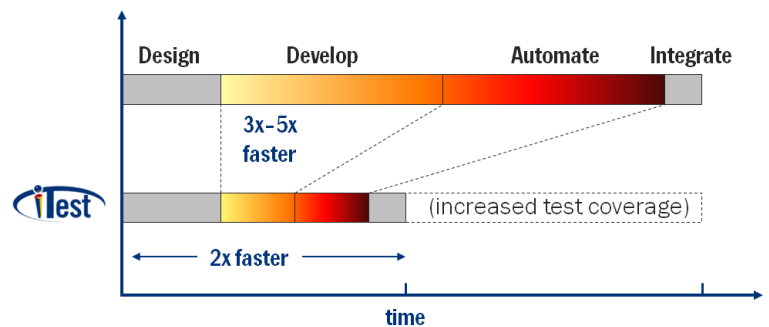 Design Develop Automate Integrate
3x–5x
faster
iTest
(increased test coverage)
2x faster
time